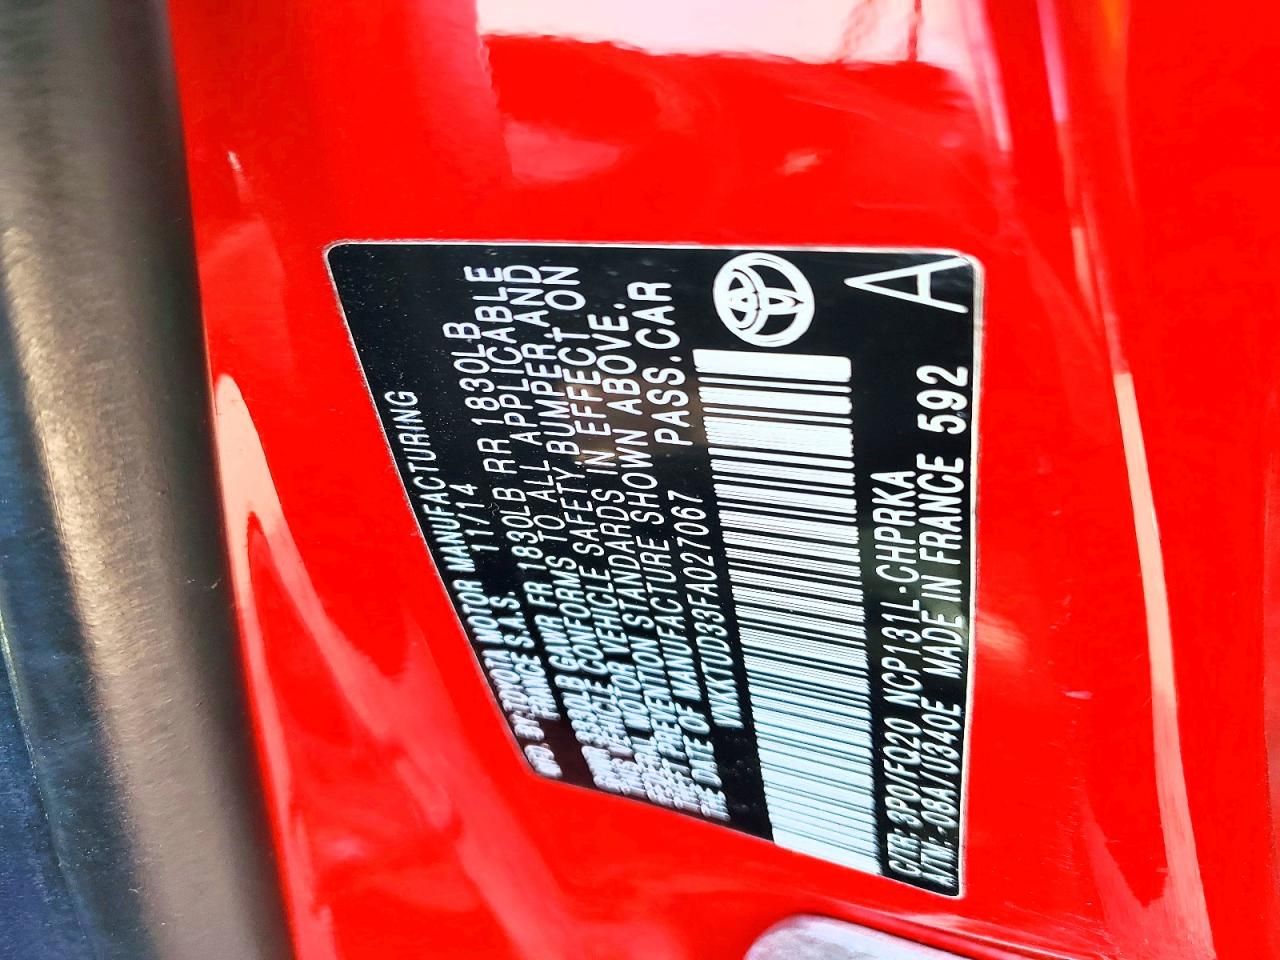 MFD. BY: TOYOTA MOTOR MANUFACTURING
FRANCE S.A.S. 11/14
GVWR 3330LB GAWR FR 1830LB RR 1830LB
THIS VEHICLE CONFORMS TO ALL APPLICABLE
FEDERAL MOTOR VEHICLE SAFETY, BUMPER, AND
THEFT PREVENTION STANDARDS IN EFFECT ON
THE DATE OF MANUFACTURE SHOWN ABOVE.
VNKKTUD33FA027067 PASS.CAR
C/TR: 3P0/FQ20 NCP131L-CHPRKA A
A/TM: -08A/U340E MADE IN FRANCE 592